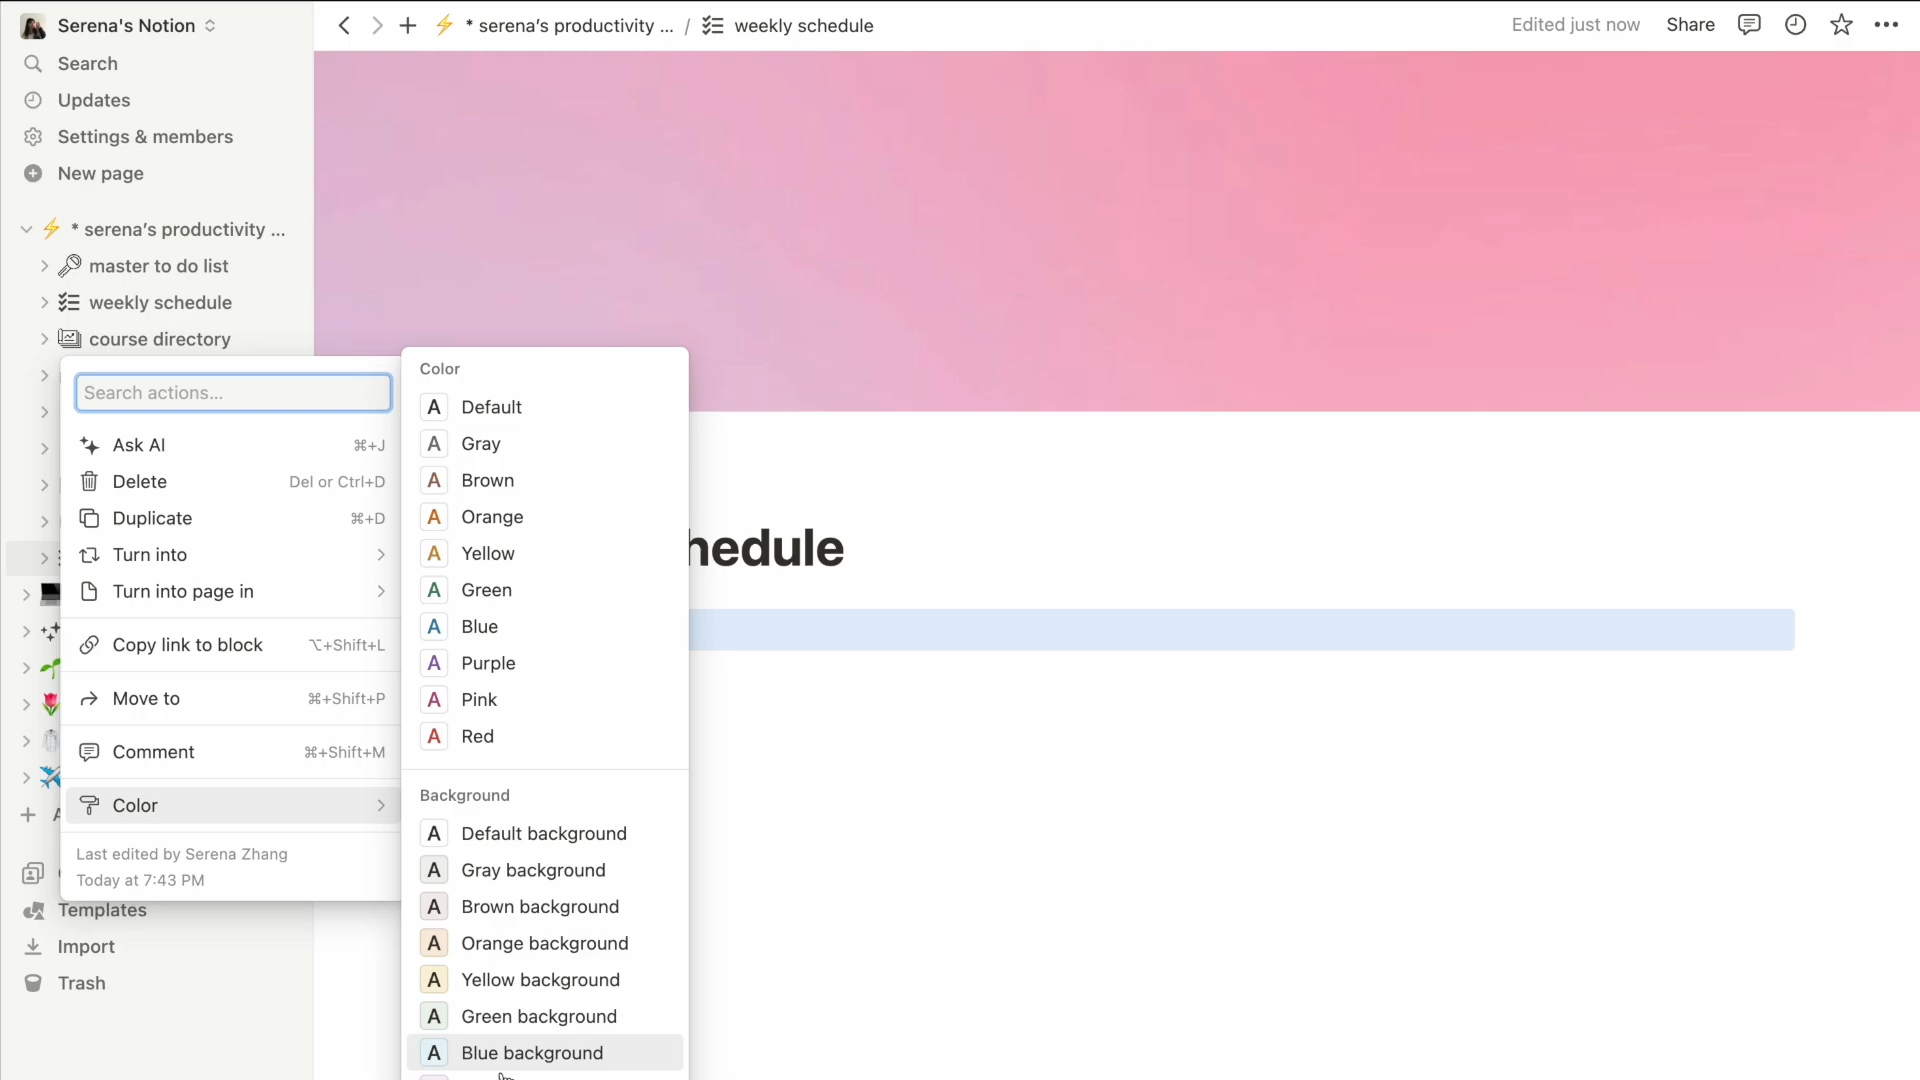 Serena's Notion
* serena's productivity ... / weekly schedule
Edited just now
Share
Search
Updates
Settings & members
New page
* serena's productivity ...
master to do list
weekly schedule
course directory
Search actions...
Ask AI ⌘+J
Delete Del or Ctrl+D
Duplicate ⌘+D
Turn into
Turn into page in
Copy link to block ⌥+Shift+L
Move to ⌘+Shift+P
Comment ⌘+Shift+M
Color
Last edited by Serena Zhang
Today at 7:43 PM
Templates
Import
Trash
Color
A Default
A Gray
A Brown
A Orange
A Yellow
A Green
A Blue
A Purple
A Pink
A Red
Background
A Default background
A Gray background
A Brown background
A Orange background
A Yellow background
A Green background
A Blue background
hedule